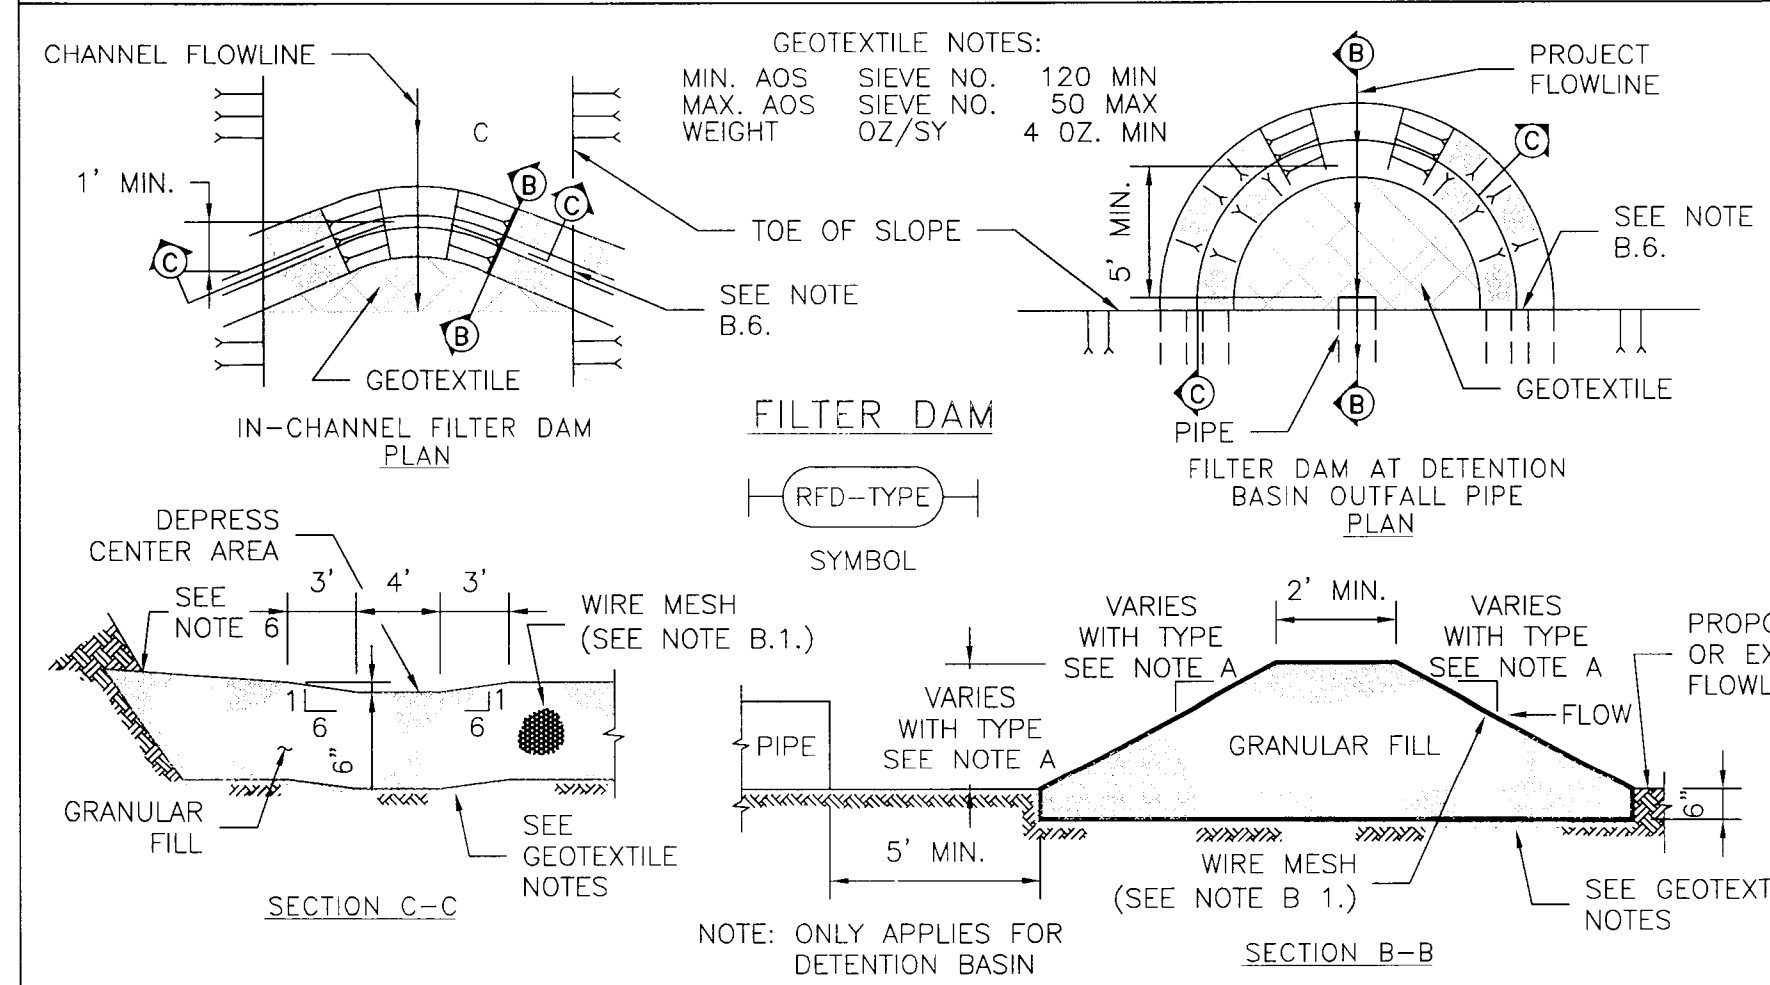 CHANNEL FLOWLINE
1' MIN.
C
B
C
C
B
TOE OF SLOPE
SEE NOTE
B.6.
GEOTEXTILE
IN-CHANNEL FILTER DAM
PLAN
GEOTEXTILE NOTES:
MIN. AOS SIEVE NO. 120 MIN
MAX. AOS SIEVE NO. 50 MAX
WEIGHT OZ/SY 4 OZ. MIN
B
PROJECT
FLOWLINE
C
5' MIN.
SEE NOTE
B.6.
GEOTEXTILE
C
B
PIPE
FILTER DAM AT DETENTION
BASIN OUTFALL PIPE
PLAN
FILTER DAM
RFD-TYPE
SYMBOL
DEPRESS
CENTER AREA
SEE
NOTE 6
3'
4'
3'
WIRE MESH
(SEE NOTE B.1.)
1
6
1
6
6"
GRANULAR
FILL
SEE
GEOTEXTILE
NOTES
SECTION C-C
2' MIN.
VARIES
WITH TYPE
SEE NOTE A
VARIES
WITH TYPE
SEE NOTE A
VARIES
WITH TYPE
SEE NOTE A
PROPO
OR EX
FLOWL
FLOW
PIPE
GRANULAR FILL
6"
5' MIN.
WIRE MESH
(SEE NOTE B 1.)
SEE GEOTEXT
NOTES
NOTE: ONLY APPLIES FOR
DETENTION BASIN
SECTION B-B